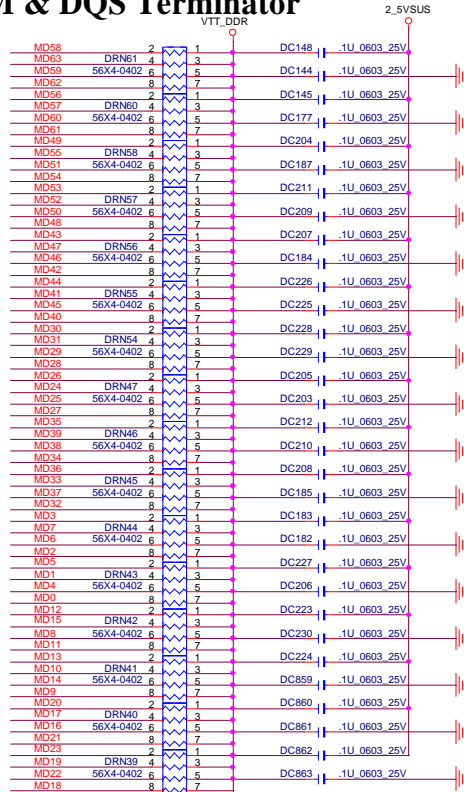 M & DQS Terminator
VTT_DDR 2_5VSUS
MD58 2 1 DC148 .1U_0603_25V
MD63 DRN61 4 3
MD59 56X4-0402 6 5 DC144 .1U_0603_25V
MD62 8 7
MD56 2 1 DC145 .1U_0603_25V
MD57 DRN60 4 3
MD60 56X4-0402 6 5 DC177 .1U_0603_25V
MD61 8 7
MD49 2 1 DC204 .1U_0603_25V
MD55 DRN58 4 3
MD51 56X4-0402 6 5 DC187 .1U_0603_25V
MD54 8 7
MD53 2 1 DC211 .1U_0603_25V
MD52 DRN57 4 3
MD50 56X4-0402 6 5 DC209 .1U_0603_25V
MD48 8 7
MD43 2 1 DC207 .1U_0603_25V
MD47 DRN56 4 3
MD46 56X4-0402 6 5 DC184 .1U_0603_25V
MD42 8 7
MD44 2 1 DC226 .1U_0603_25V
MD41 DRN55 4 3
MD45 56X4-0402 6 5 DC225 .1U_0603_25V
MD40 8 7
MD30 2 1 DC228 .1U_0603_25V
MD31 DRN54 4 3
MD29 56X4-0402 6 5 DC229 .1U_0603_25V
MD28 8 7
MD26 2 1 DC205 .1U_0603_25V
MD24 DRN47 4 3
MD25 56X4-0402 6 5 DC203 .1U_0603_25V
MD27 8 7
MD35 2 1 DC212 .1U_0603_25V
MD39 DRN46 4 3
MD38 56X4-0402 6 5 DC210 .1U_0603_25V
MD34 8 7
MD36 2 1 DC208 .1U_0603_25V
MD33 DRN45 4 3
MD37 56X4-0402 6 5 DC185 .1U_0603_25V
MD32 8 7
MD3 2 1 DC183 .1U_0603_25V
MD7 DRN44 4 3
MD6 56X4-0402 6 5 DC182 .1U_0603_25V
MD2 8 7
MD5 2 1 DC227 .1U_0603_25V
MD1 DRN43 4 3
MD4 56X4-0402 6 5 DC206 .1U_0603_25V
MD0 8 7
MD12 2 1 DC223 .1U_0603_25V
MD15 DRN42 4 3
MD8 56X4-0402 6 5 DC230 .1U_0603_25V
MD11 8 7
MD13 2 1 DC224 .1U_0603_25V
MD10 DRN41 4 3
MD14 56X4-0402 6 5 DC859 .1U_0603_25V
MD9 8 7
MD20 2 1 DC860 .1U_0603_25V
MD17 DRN40 4 3
MD16 56X4-0402 6 5 DC861 .1U_0603_25V
MD21 8 7
MD23 2 1 DC862 .1U_0603_25V
MD19 DRN39 4 3
MD22 56X4-0402 6 5 DC863 .1U_0603_25V
MD18 8 7